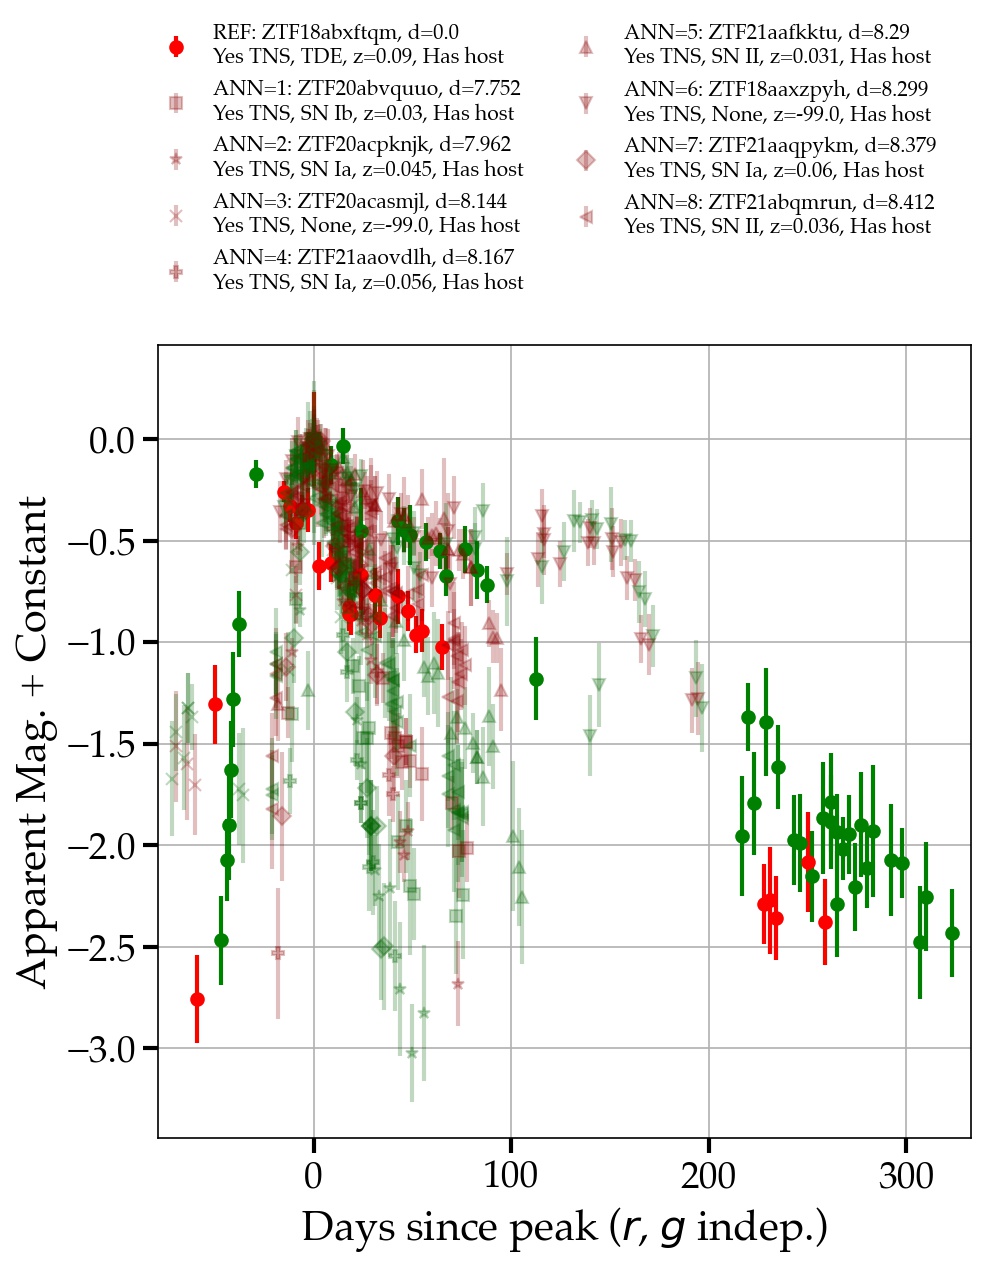 REF: ZTF18abxftqm, d=0.0
Yes TNS, TDE, z=0.09, Has host
ANN=1: ZTF20abvquuo, d=7.752
Yes TNS, SN Ib, z=0.03, Has host
ANN=2: ZTF20acpknjk, d=7.962
Yes TNS, SN Ia, z=0.045, Has host
ANN=3: ZTF20acasmjl, d=8.144
Yes TNS, None, z=-99.0, Has host
ANN=4: ZTF21aaovdlh, d=8.167
Yes TNS, SN Ia, z=0.056, Has host
ANN=5: ZTF21aafkktu, d=8.29
Yes TNS, SN II, z=0.031, Has host
ANN=6: ZTF18aaxzpyh, d=8.299
Yes TNS, None, z=-99.0, Has host
ANN=7: ZTF21aaqpykm, d=8.379
Yes TNS, SN Ia, z=0.06, Has host
ANN=8: ZTF21abqmrun, d=8.412
Yes TNS, SN II, z=0.036, Has host
Apparent Mag. + Constant
0.0
−0.5
−1.0
−1.5
−2.0
−2.5
−3.0
0
100
200
300
Days since peak (r, g indep.)